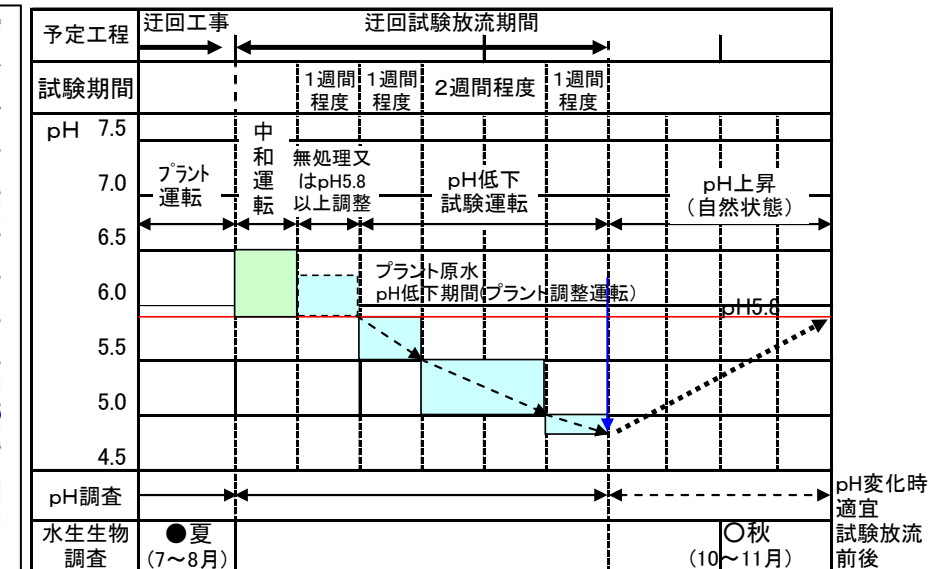 予定工程
迂回工事
迂回試験放流期間
試験期間
1週間
程度
1週間
程度
2週間程度
1週間
程度
pH 7.5
7.0
6.5
6.0
5.5
5.0
4.5
プラント
運転
中
和
運
転
無処理又
はpH5.8
以上調整
pH低下
試験運転
pH上昇
(自然状態)
プラント原水
pH低下期間(プラント調整運転)
pH5.8
pH調査
pH変化時
適宜
水生生物
調査
●夏
(7~8月)
○秋
(10~11月)
試験放流
前後